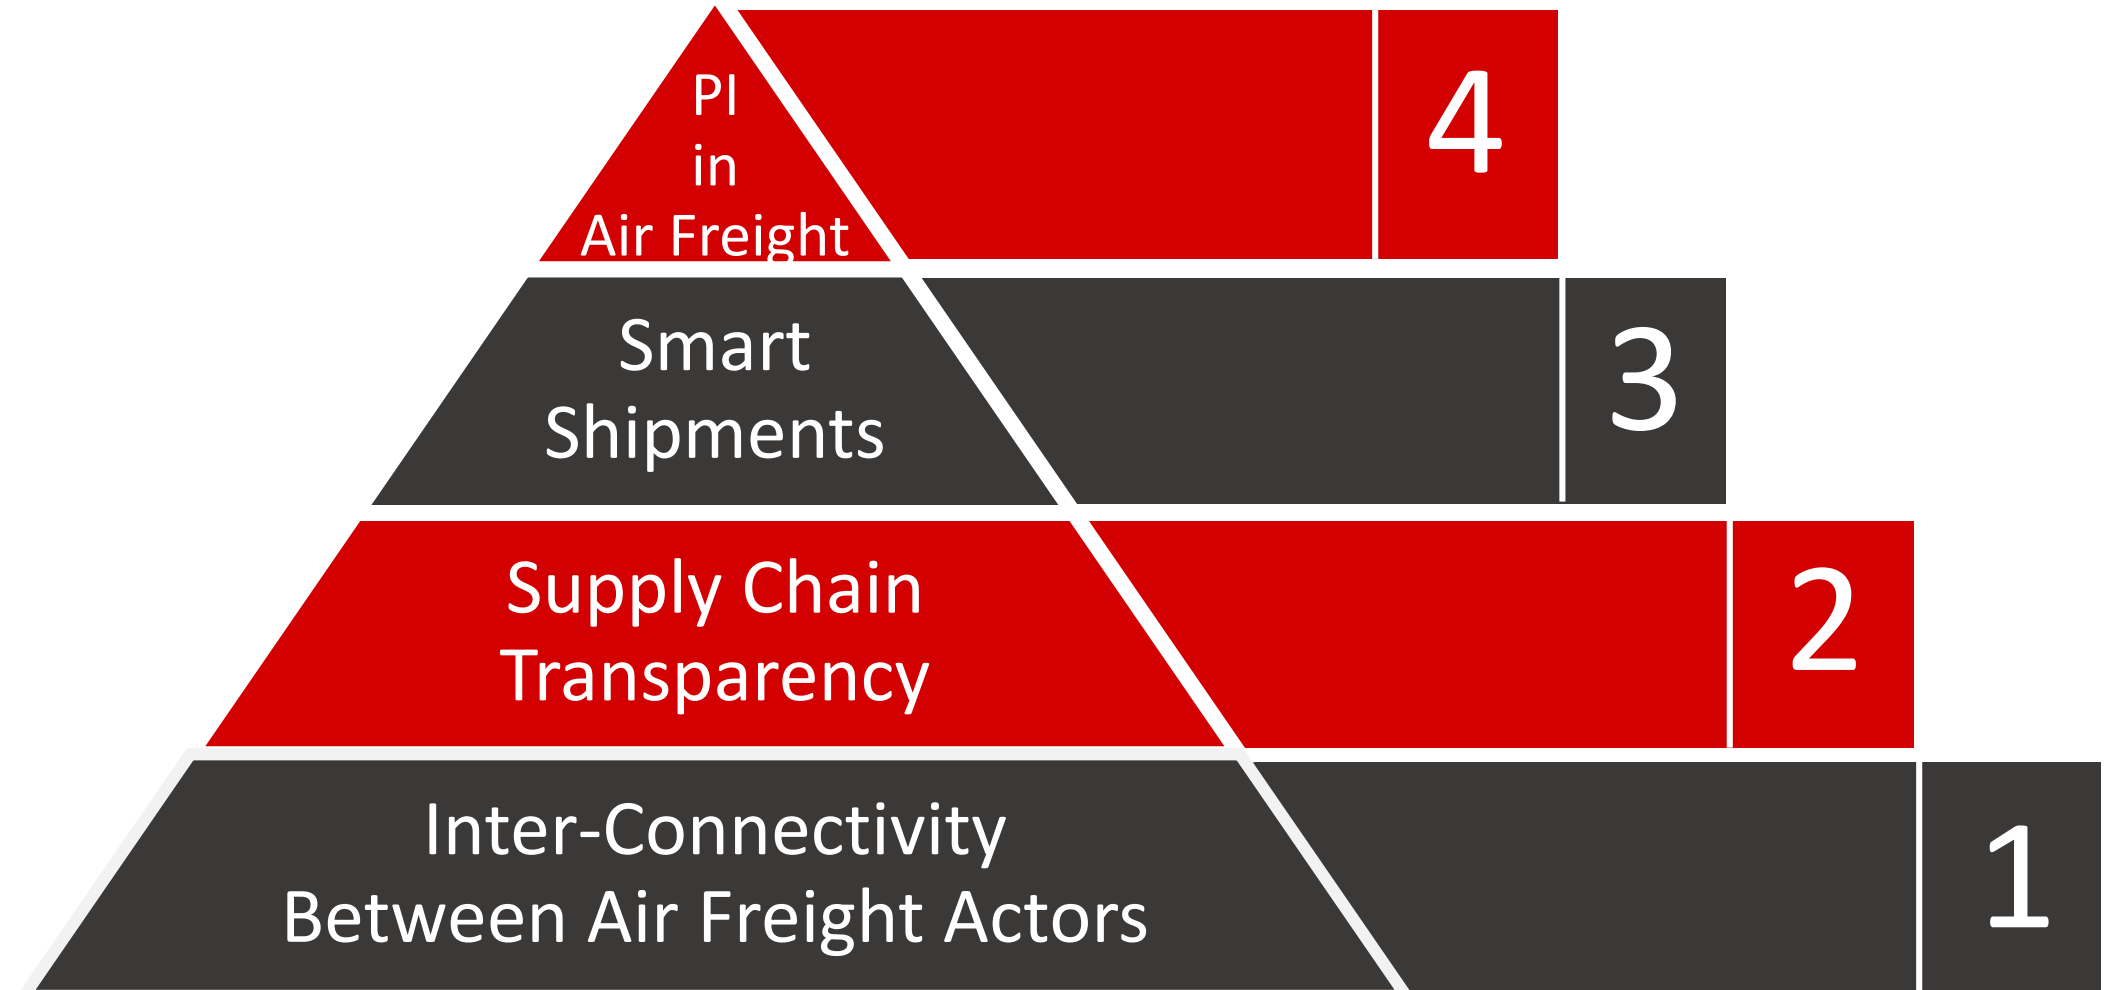 PI
in
Air Freight
4
Smart
Shipments
3
Supply Chain
Transparency
2
Inter-Connectivity
Between Air Freight Actors
1